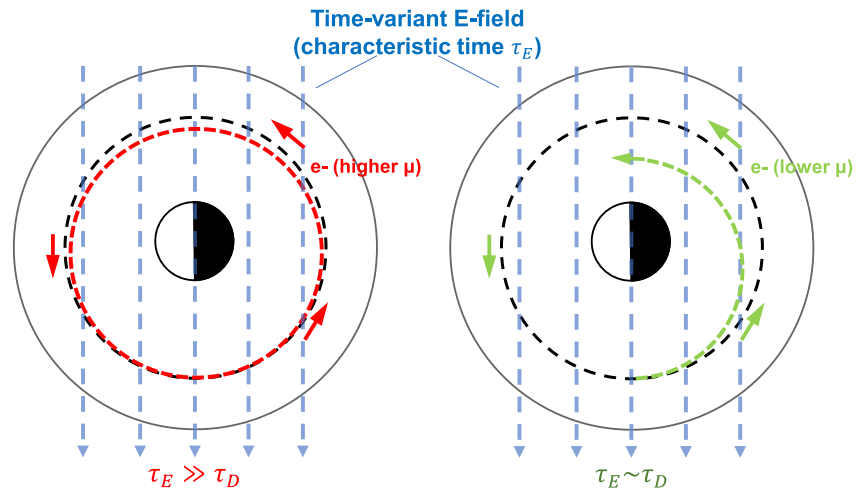 Time-variant E-field
(characteristic time τ_E)
e- (higher μ)
e- (lower μ)
τ_E ≫ τ_D
τ_E~τ_D